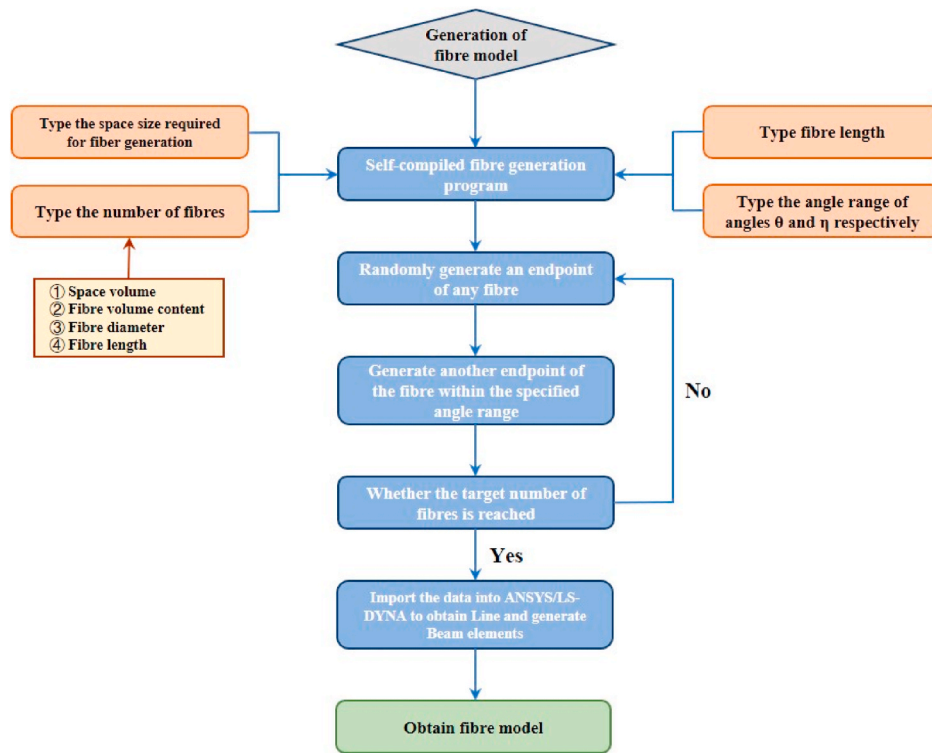 Generation of
fibre model
Type the space size required
for fiber generation
Type fibre length
Self-compiled fibre generation
program
Type the number of fibres
Type the angle range of
angles θ and η respectively
Randomly generate an endpoint
of any fibre
① Space volume
② Fibre volume content
③ Fibre diameter
④ Fibre length
Generate another endpoint of
the fibre within the specified
angle range
No
Whether the target number of
fibres is reached
Yes
Import the data into ANSYS/LS-
DYNA to obtain Line and generate
Beam elements
Obtain fibre model